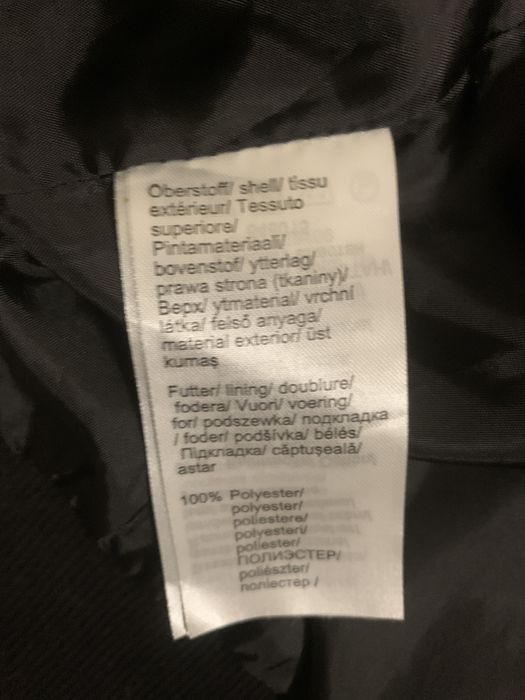 Oberstoff/ shell/ tissu
extérieur/ Tessuto
superiore/
Pintamateriaali/
bovenstof/ ytterlag/
prawa strona (tkaniny)/
Верх/ ytmaterial/ vrchní
látka/ felső anyaga/
material exterior/ üst
kumaş
Futter/ lining/ doublure/
fodera/ Vuori/ voering/
for/ podszewka/ подкладка
/ foder/ podšívka/ bélés/
Підкладка/ căptuşeală/
astar
100% Polyester/
polyester/
poliestere/
polyesteri/
poliester/
ПОЛИЭСТЕР/
poliészter/
поліестер /